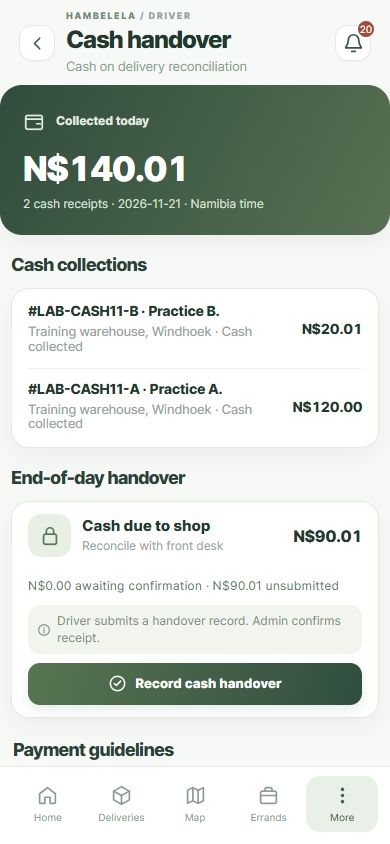 HAMBELELA / DRIVER
Cash handover
Cash on delivery reconciliation
20
Collected today
N$140.01
2 cash receipts · 2026-11-21 · Namibia time
Cash collections
#LAB-CASH11-B · Practice B.
Training warehouse, Windhoek · Cash
collected
N$20.01
#LAB-CASH11-A · Practice A.
Training warehouse, Windhoek · Cash
collected
N$120.00
End-of-day handover
Cash due to shop
Reconcile with front desk
N$90.01
N$0.00 awaiting confirmation · N$90.01 unsubmitted
Driver submits a handover record. Admin confirms
receipt.
Record cash handover
Payment guidelines
Home
Deliveries
Map
Errands
More